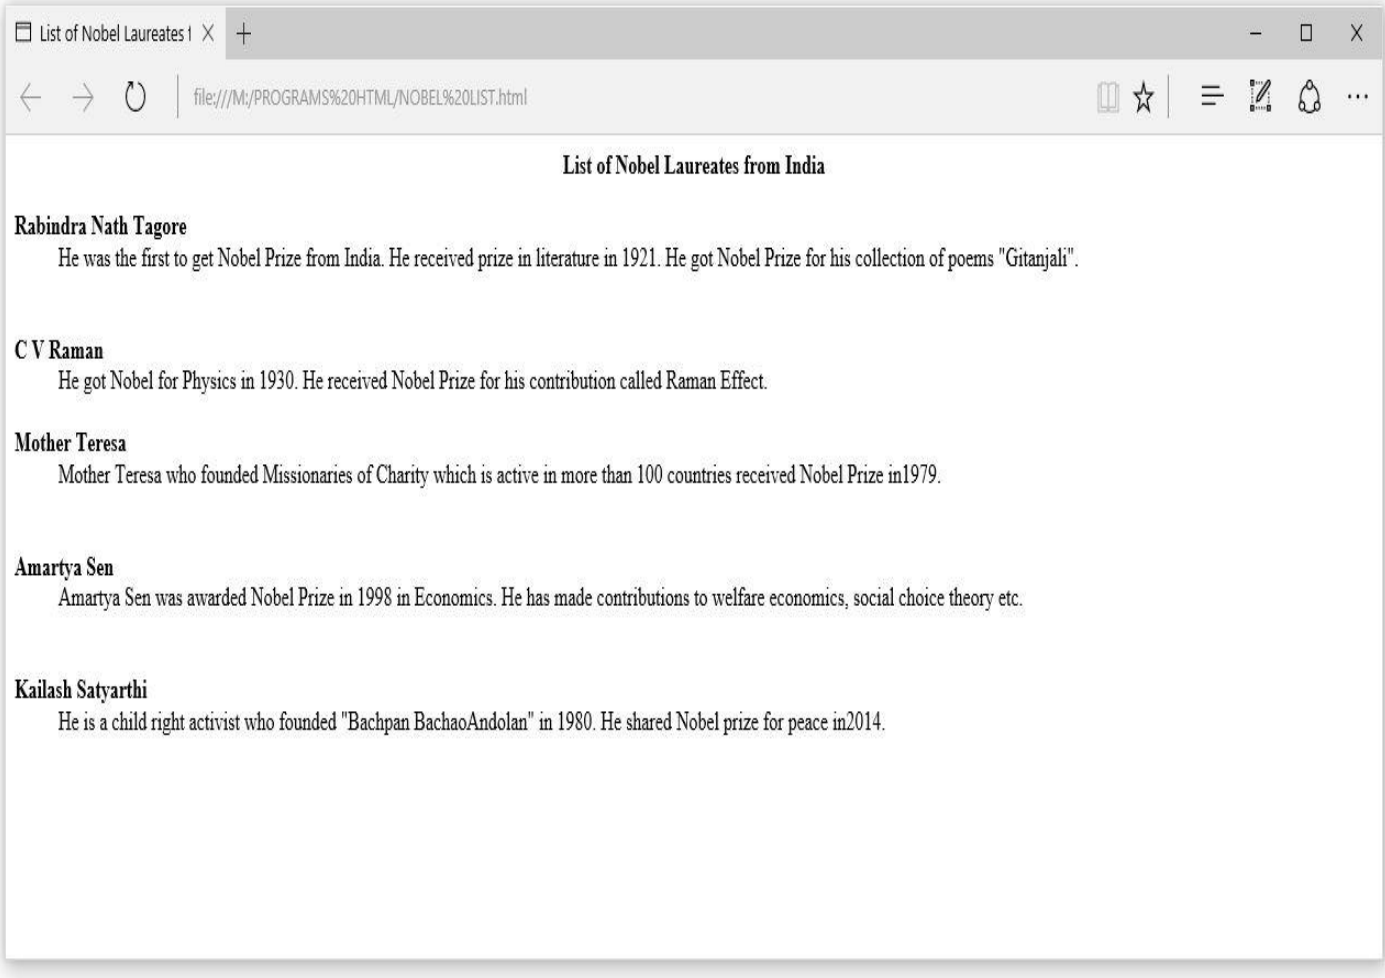 List of Nobel Laureates f
file:///M:/PROGRAMS%20HTML/NOBEL%20LIST.html
List of Nobel Laureates from India
Rabindra Nath Tagore
He was the first to get Nobel Prize from India. He received prize in literature in 1921. He got Nobel Prize for his collection of poems "Gitanjali".
C V Raman
He got Nobel for Physics in 1930. He received Nobel Prize for his contribution called Raman Effect.
Mother Teresa
Mother Teresa who founded Missionaries of Charity which is active in more than 100 countries received Nobel Prize in1979.
Amartya Sen
Amartya Sen was awarded Nobel Prize in 1998 in Economics. He has made contributions to welfare economics, social choice theory etc.
Kailash Satyarthi
He is a child right activist who founded "Bachpan BachaoAndolan" in 1980. He shared Nobel prize for peace in2014.